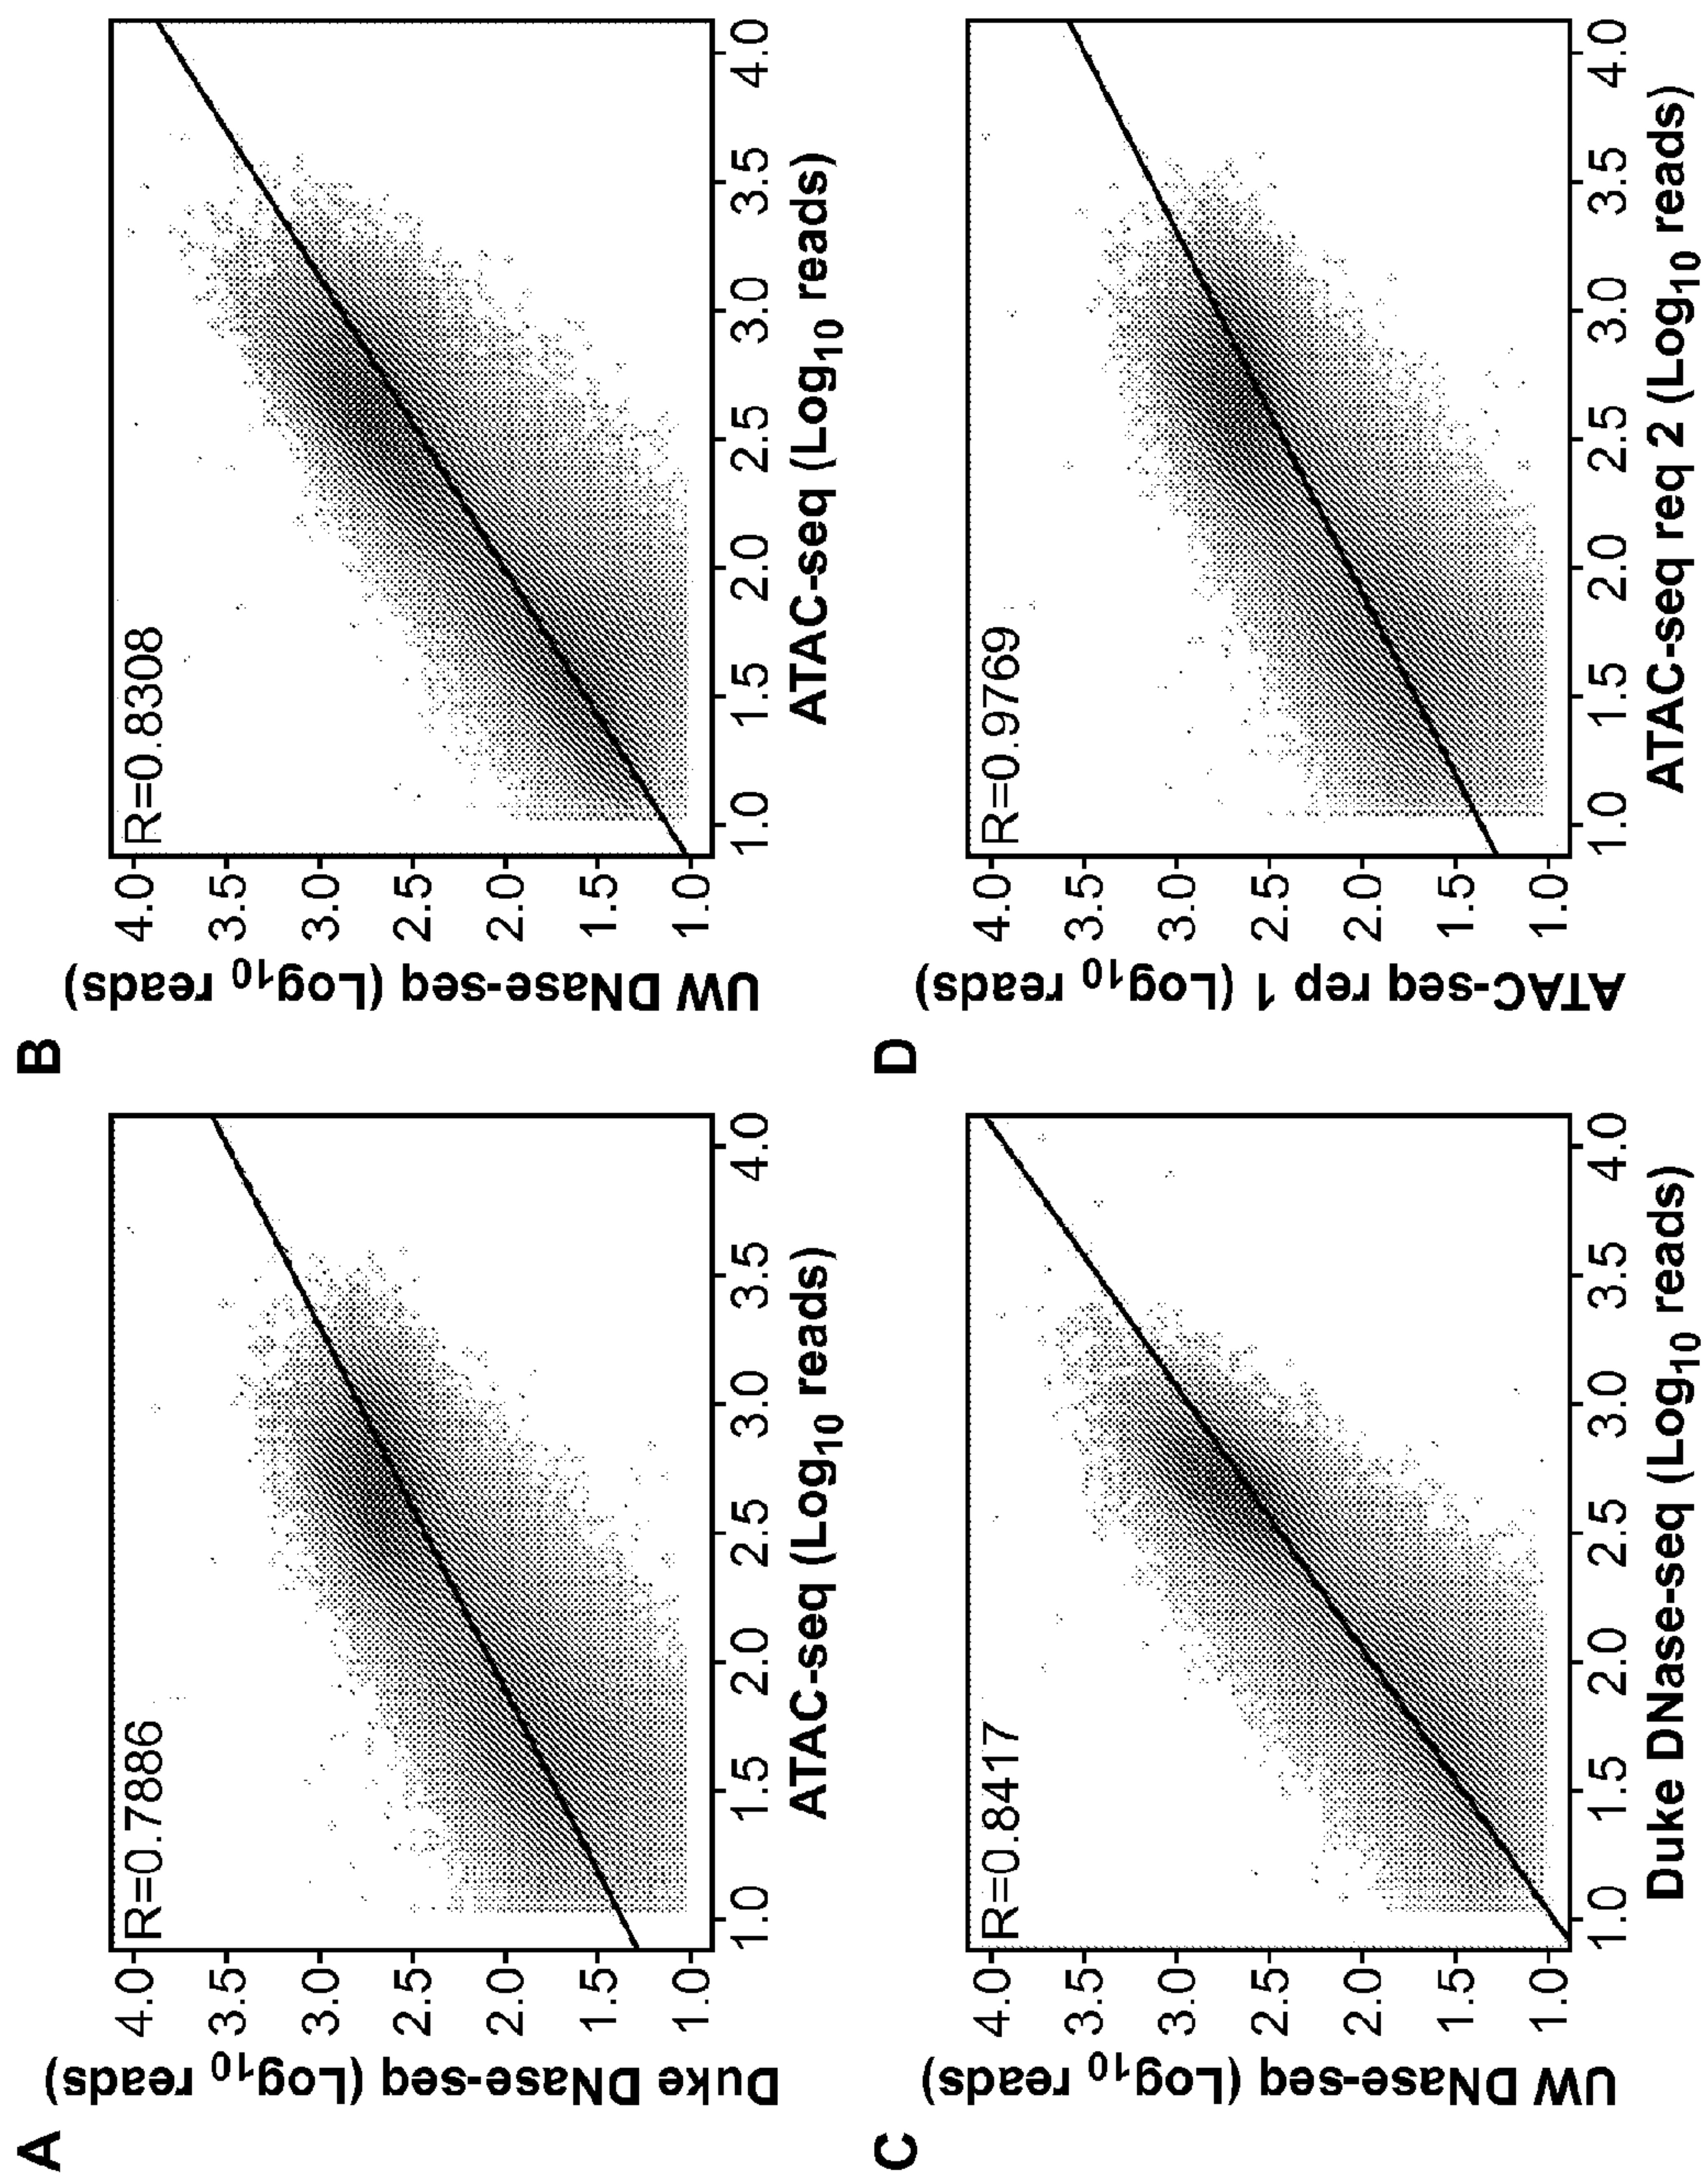 A
R=0.7886
4.0
3.5
3.0
2.5
2.0
1.5
1.0
Duke DNase-seq (Log10 reads)
1.0 1.5 2.0 2.5 3.0 3.5 4.0
ATAC-seq (Log10 reads)
B
R=0.8308
4.0
3.5
3.0
2.5
2.0
1.5
1.0
UW DNase-seq (Log10 reads)
1.0 1.5 2.0 2.5 3.0 3.5 4.0
ATAC-seq (Log10 reads)
C
R=0.8417
4.0
3.5
3.0
2.5
2.0
1.5
1.0
UW DNase-seq (Log10 reads)
1.0 1.5 2.0 2.5 3.0 3.5 4.0
Duke DNase-seq (Log10 reads)
D
R=0.9769
4.0
3.5
3.0
2.5
2.0
1.5
1.0
ATAC-seq rep 1 (Log10 reads)
1.0 1.5 2.0 2.5 3.0 3.5 4.0
ATAC-seq req 2 (Log10 reads)